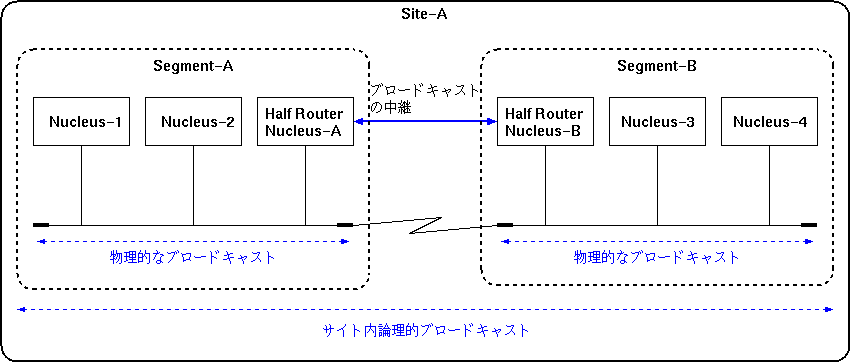 Site-A
Segment-A
Segment-B
ブロードキャスト
の中継
Nucleus-1
Nucleus-2
Half Router
Nucleus-A
Half Router
Nucleus-B
Nucleus-3
Nucleus-4
物理的なブロードキャスト
物理的なブロードキャスト
サイト内論理的ブロードキャスト